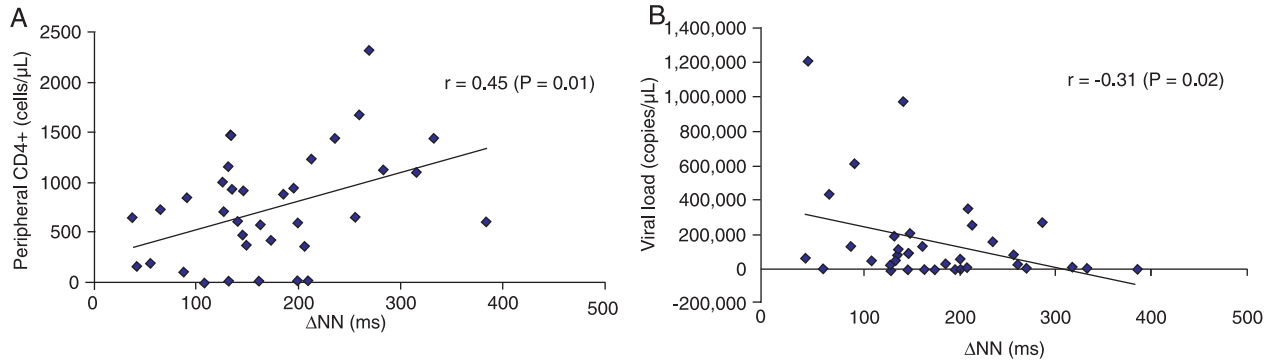 A
Peripheral CD4+ (cells/µL)
2500
2000
1500
1000
500
0
r = 0.45 (P = 0.01)
0 100 200 300 400 500
ΔNN (ms)
B
Viral load (copies/µL)
1,400,000
1,200,000
1,000,000
800,000
600,000
400,000
200,000
0
-200,000
r = -0.31 (P = 0.02)
0 100 200 300 400 500
ΔNN (ms)